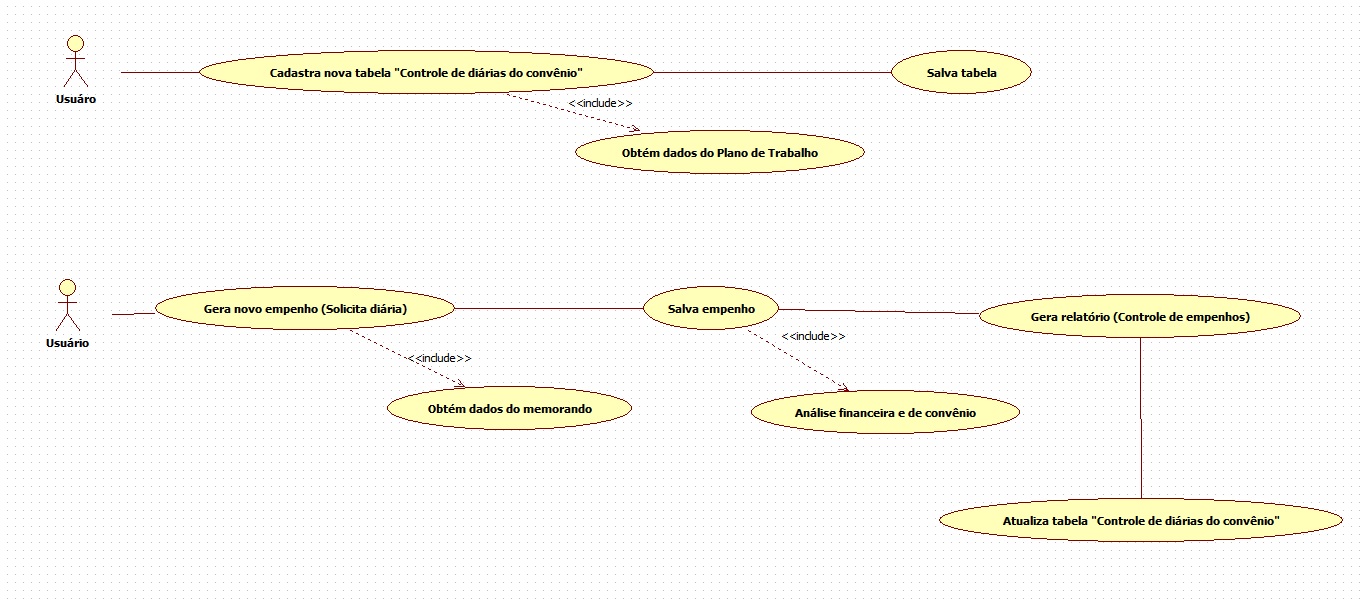 Usuáro
Cadastra nova tabela "Controle de diárias do convênio"
Salva tabela
<<include>>
Obtém dados do Plano de Trabalho
Usuário
Gera novo empenho (Solicita diária)
Salva empenho
Gera relatório (Controle de empenhos)
<<include>>
<<include>>
Obtém dados do memorando
Análise financeira e de convênio
Atualiza tabela "Controle de diárias do convênio"